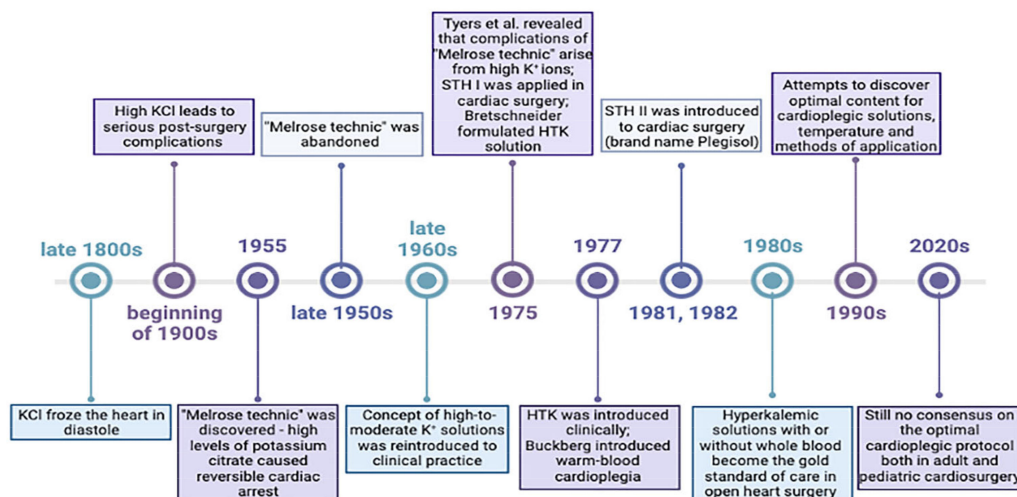 Tyers et al. revealed
that complications of
"Melrose technic" arise
from high K⁺ ions;
STH I was applied in
cardiac surgery;
Bretschneider
formulated HTK
solution
High KCl leads to
serious post-surgery
complications
"Melrose technic" was
abandoned
STH II was introduced
to cardiac surgery
(brand name Plegisol)
Attempts to discover
optimal content for
cardioplegic solutions,
temperature and
methods of application
late 1800s
beginning
of 1900s
1955
late 1950s
late
1960s
1975
1977
1981, 1982
1980s
1990s
2020s
KCl froze the heart in
diastole
"Melrose technic" was
discovered - high
levels of potassium
citrate caused
reversible cardiac
arrest
Concept of high-to-
moderate K⁺ solutions
was reintroduced to
clinical practice
HTK was introduced
clinically;
Buckberg introduced
warm-blood
cardioplegia
Hyperkalemic
solutions with or
without whole blood
become the gold
standard of care in
open heart surgery
Still no consensus on
the optimal
cardioplegic protocol
both in adult and
pediatric cardiosurgery